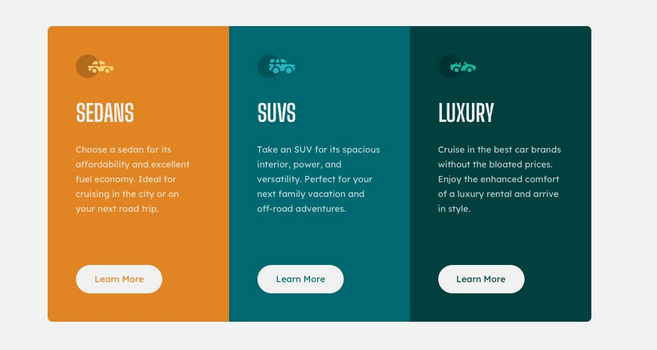 SEDANS
Choose a sedan for its
affordability and excellent
fuel economy. Ideal for
cruising in the city or on
your next road trip.
Learn More
SUVS
Take an SUV for its spacious
interior, power, and
versatility. Perfect for your
next family vacation and
off-road adventures.
Learn More
LUXURY
Cruise in the best car brands
without the bloated prices.
Enjoy the enhanced comfort
of a luxury rental and arrive
in style.
Learn More